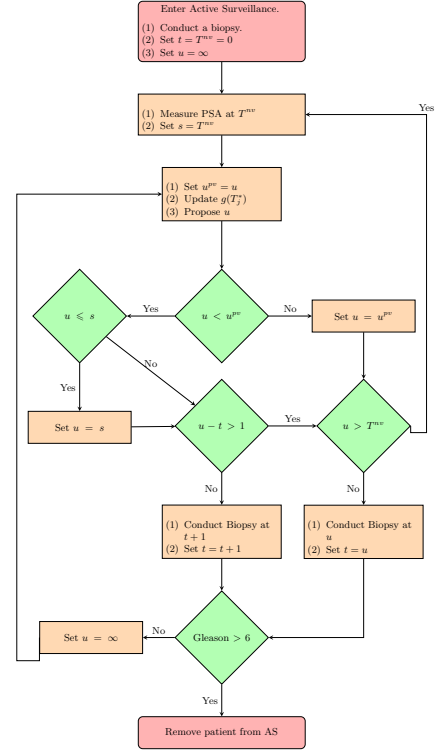 Enter Active Surveillance.
(1) Conduct a biopsy.
(2) Set t = T^{nv} = 0
(3) Set u = ∞
(1) Measure PSA at T^{nv}
(2) Set s = T^{nv}
Yes
(1) Set u^{pv} = u
(2) Update g(T_j^*)
(3) Propose u
u ⩽ s
Yes
u < u^{pv}
No
Set u = u^{pv}
No
Yes
Set u = s
u − t > 1
Yes
u > T^{nv}
No
No
(1) Conduct Biopsy at
t + 1
(2) Set t = t + 1
(1) Conduct Biopsy at
u
(2) Set t = u
Set u = ∞
No
Gleason > 6
Yes
Remove patient from AS